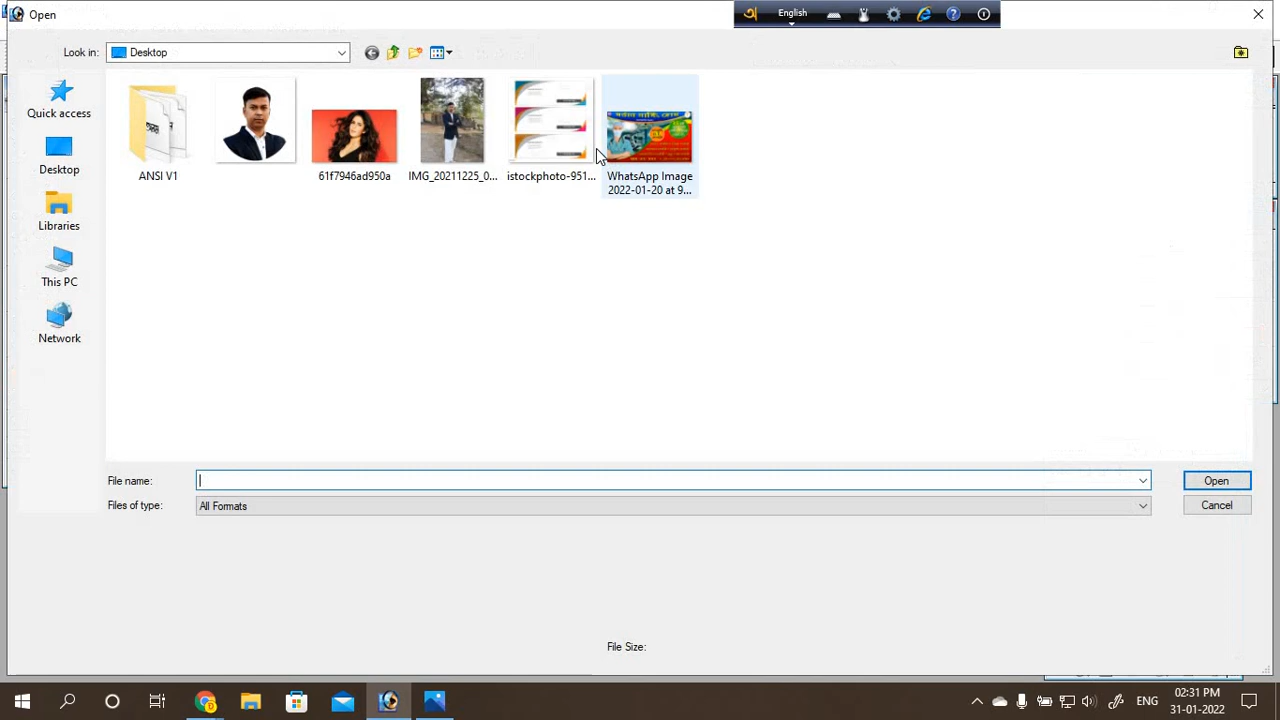 Open
English
Look in:
Desktop
Quick access
Desktop
Libraries
This PC
Network
ANSI V1
61f7946ad950a
IMG_20211225_0...
istockphoto-951...
WhatsApp Image
2022-01-20 at 9...
File name:
Open
Files of type:
All Formats
Cancel
File Size:
ENG
02:31 PM
31-01-2022